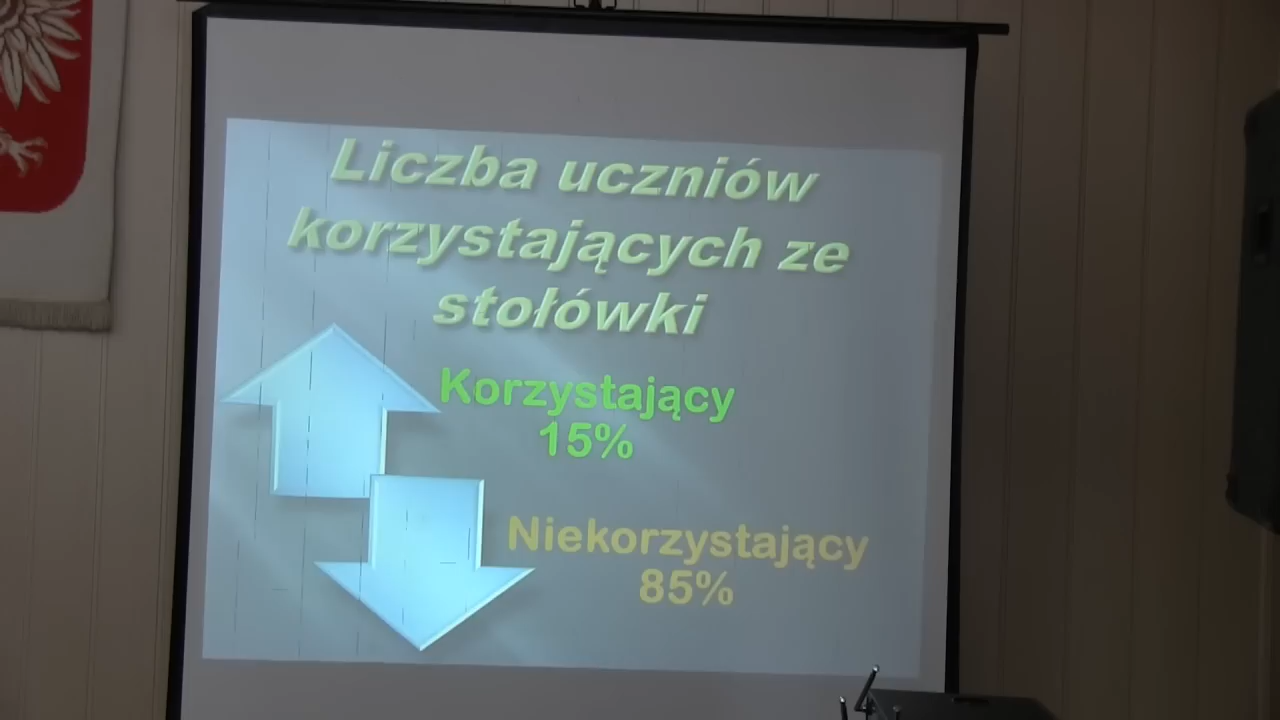 Liczba uczniów
korzystających ze
stołówki
Korzystający
15%
Niekorzystający
85%